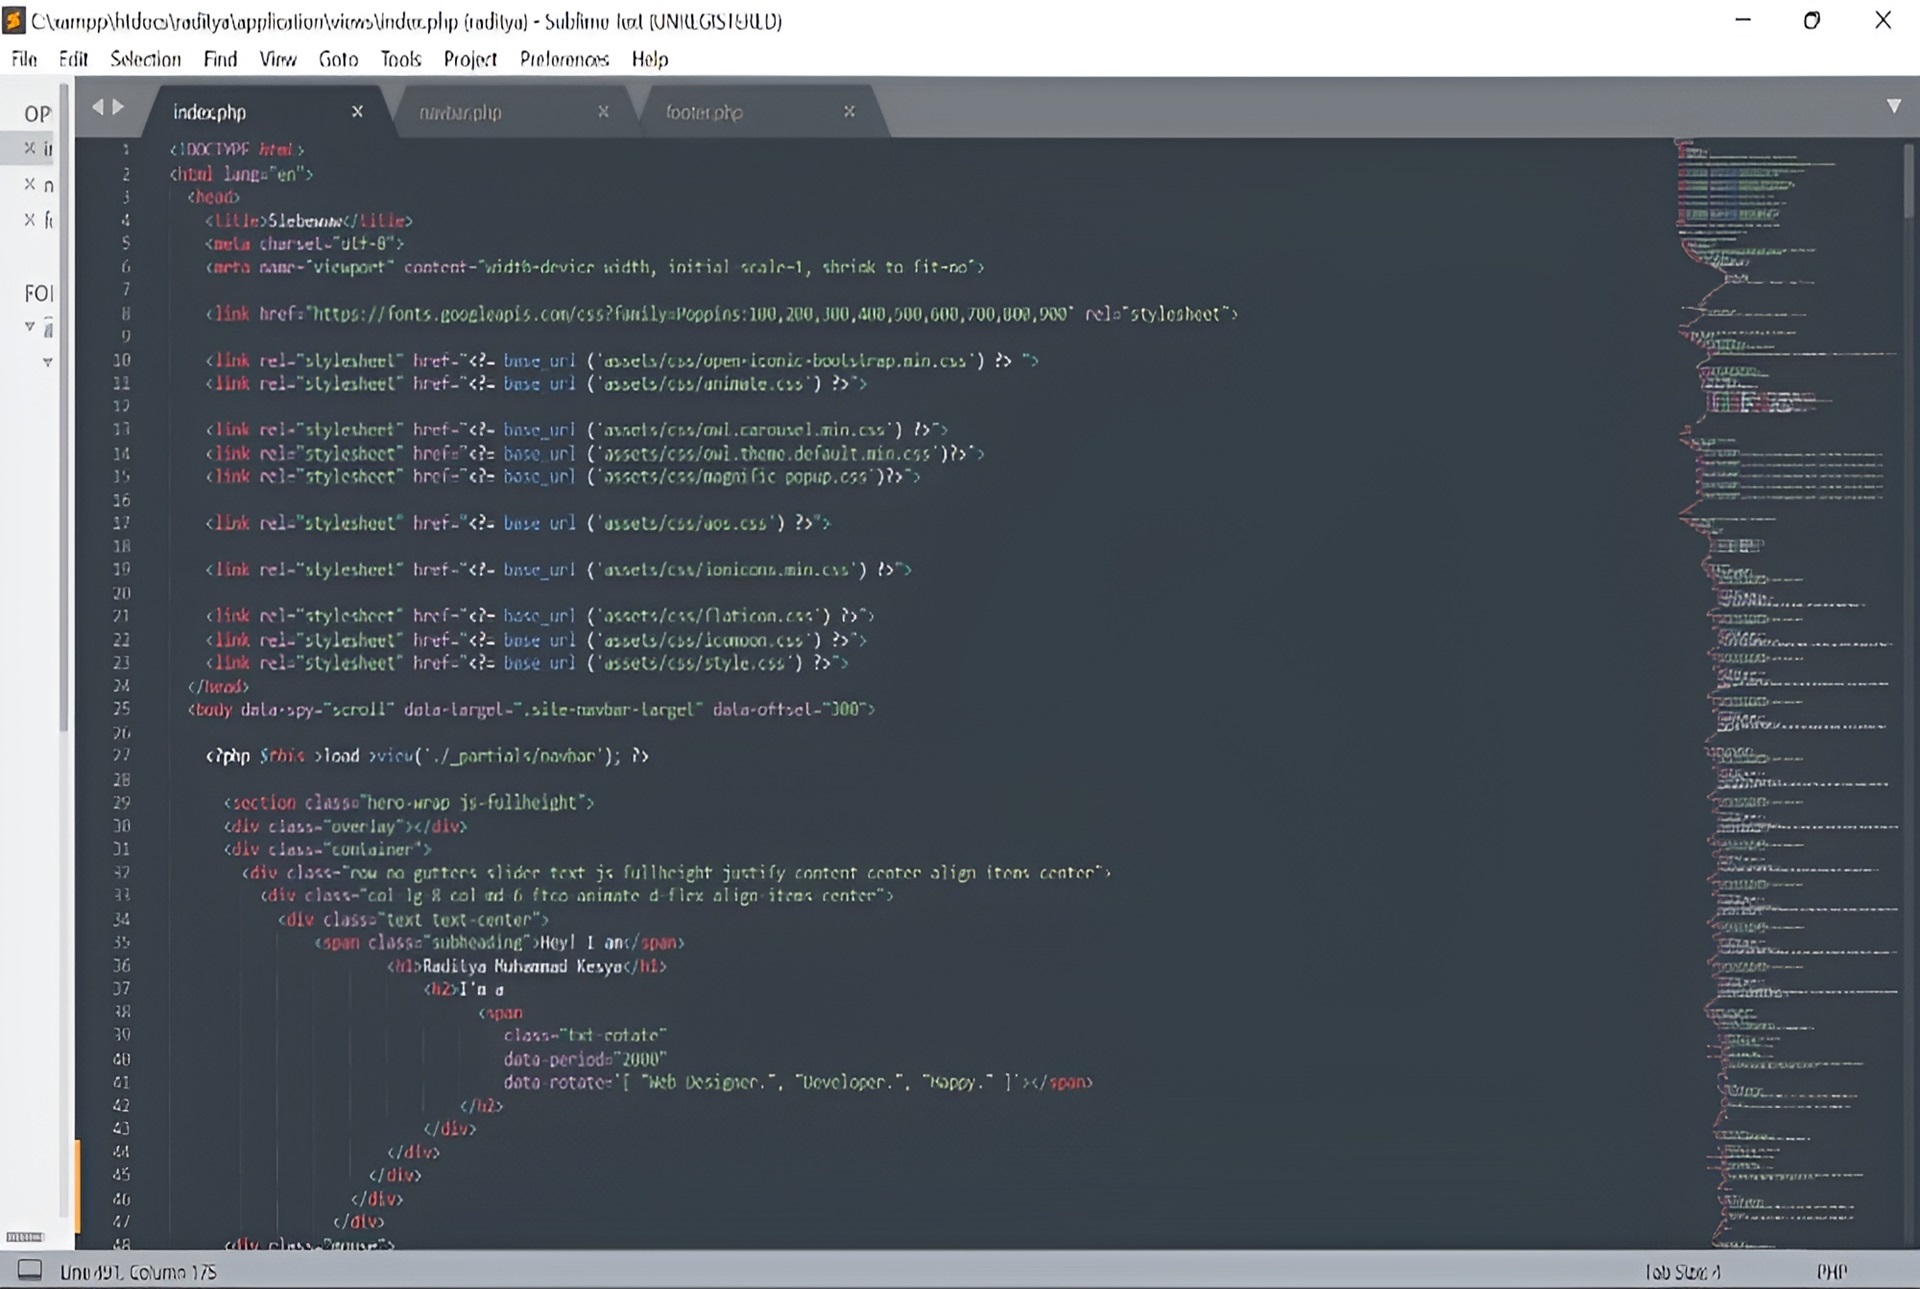 C:\xampp\htdocs\raditya\application\views\index.php (raditya) - Sublime Text (UNREGISTERED)
File Edit Selection Find View Goto Tools Project Preferences Help
index.php × navbar.php × footer.php ×
OP
FOL
1 <!DOCTYPE html>
2 <html lang="en">
3 <head>
4 <title></title>
5 <meta charset="utf-8">
6 <meta name="viewport" content="width=device-width, initial-scale=1, shrink-to-fit=no">
7
8 <link href="https://fonts.googleapis.com/css?family=Poppins:100,200,300,400,500,600,700,800,900" rel="stylesheet">
9
10 <link rel="stylesheet" href="<?= base_url ('assets/css/open-iconic-bootstrap.min.css') ?> ">
11 <link rel="stylesheet" href="<?= base_url ('assets/css/animate.css') ?>">
12
13 <link rel="stylesheet" href="<?= base_url ('assets/css/owl.carousel.min.css') ?>">
14 <link rel="stylesheet" href="<?= base_url ('assets/css/owl.theme.default.min.css')?>">
15 <link rel="stylesheet" href="<?= base_url ('assets/css/magnific-popup.css')?>">
16
17 <link rel="stylesheet" href="<?= base_url ('assets/css/aos.css') ?>">
18
19 <link rel="stylesheet" href="<?= base_url ('assets/css/ionicons.min.css') ?>">
20
21 <link rel="stylesheet" href="<?= base_url ('assets/css/flaticon.css') ?>">
22 <link rel="stylesheet" href="<?= base_url ('assets/css/icomoon.css') ?>">
23 <link rel="stylesheet" href="<?= base_url ('assets/css/style.css') ?>">
24 </head>
25 <body data-spy="scroll" data-target=".site-navbar-target" data-offset="300">
26
27 <?php $this->load->view('./_partials/navbar'); ?>
28
29 <section class="hero-wrap js-fullheight">
30 <div class="overlay"></div>
31 <div class="container">
32 <div class="row no-gutters slider-text js-fullheight justify-content-center align-items-center">
33 <div class="col-lg-8 col-md-6 ftco-animate d-flex align-items-center">
34 <div class="text text-center">
35 <span class="subheading">Hey! I am</span>
36 <h1>Raditya Muhammad Kesya</h1>
37 <h2>I'm a
38 <span
39 class="txt-rotate"
40 data-period="2000"
41 data-rotate='[ "Web Designer.", "Developer.", "Happy." ]'></span>
42 </h2>
43 </div>
44 </div>
45 </div>
46 </div>
47 </div>
48 <div class="mouse">
Line 491, Column 175 Tab Size: 4 PHP